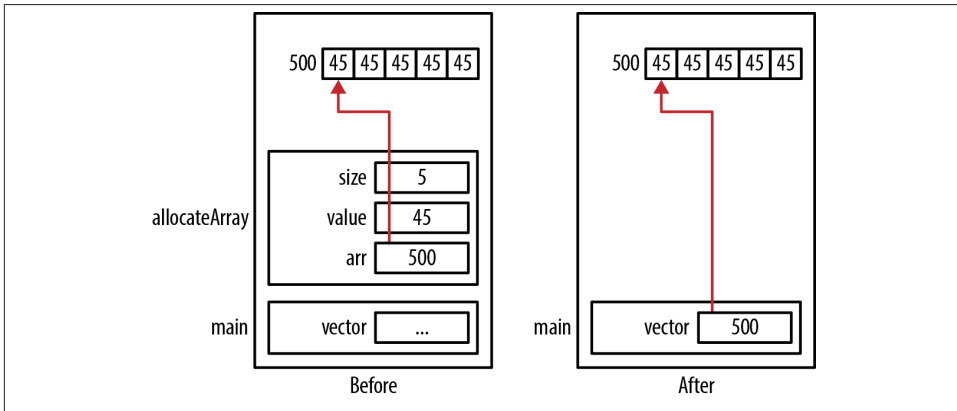 500 45 45 45 45 45
size 5
allocateArray value 45
arr 500
main vector ...
Before
500 45 45 45 45 45
main vector 500
After